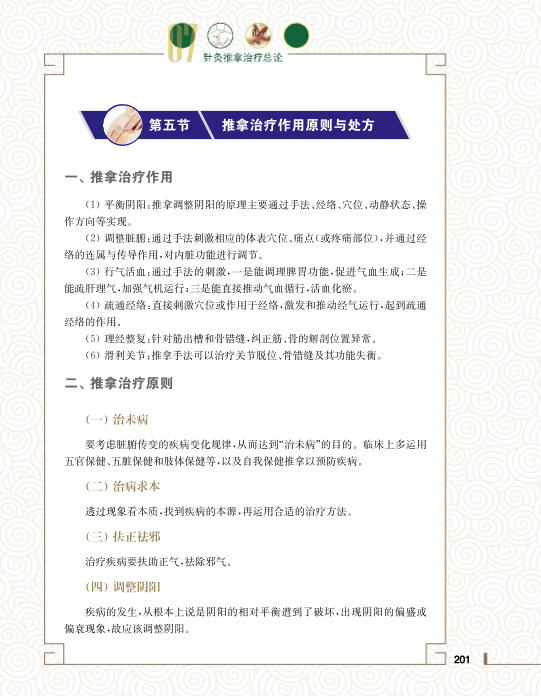 07
针灸推拿治疗总论
第五节 推拿治疗作用原则与处方
一、推拿治疗作用
（1）平衡阴阳：推拿调整阴阳的原理主要通过手法、经络、穴位、动静状态、操
作方向等实现。
（2）调整脏腑：通过手法刺激相应的体表穴位、痛点（或疼痛部位），并通过经
络的连属与传导作用，对内脏功能进行调节。
（3）行气活血：通过手法的刺激，一是能调理脾胃功能，促进气血生成；二是
能疏肝理气，加强气机运行；三是能直接推动气血循行，活血化瘀。
（4）疏通经络：直接刺激穴位或作用于经络，激发和推动经气运行，起到疏通
经络的作用。
（5）理经整复：针对筋出槽和骨错缝，纠正筋、骨的解剖位置异常。
（6）滑利关节：推拿手法可以治疗关节脱位、骨错缝及其功能失衡。
二、推拿治疗原则
（一）治未病
要考虑脏腑传变的疾病变化规律，从而达到“治未病”的目的。临床上多运用
五官保健、五脏保健和肢体保健等，以及自我保健推拿以预防疾病。
（二）治病求本
透过现象看本质，找到疾病的本源，再运用合适的治疗方法。
（三）扶正祛邪
治疗疾病要扶助正气，祛除邪气。
（四）调整阴阳
疾病的发生，从根本上说是阴阳的相对平衡遭到了破坏，出现阴阳的偏盛或
偏衰现象，故应该调整阴阳。
201